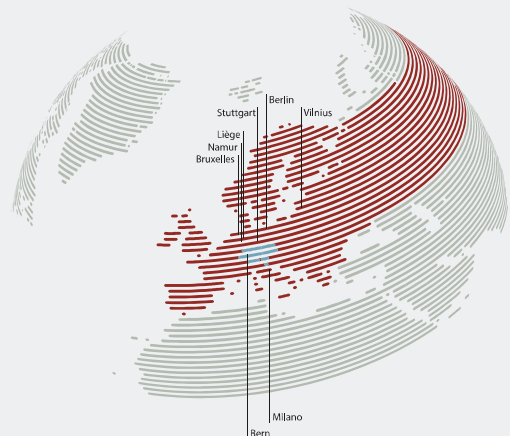 Berlin
Stuttgart
Vilnius
Liège
Namur
Bruxelles
Milano
Bern